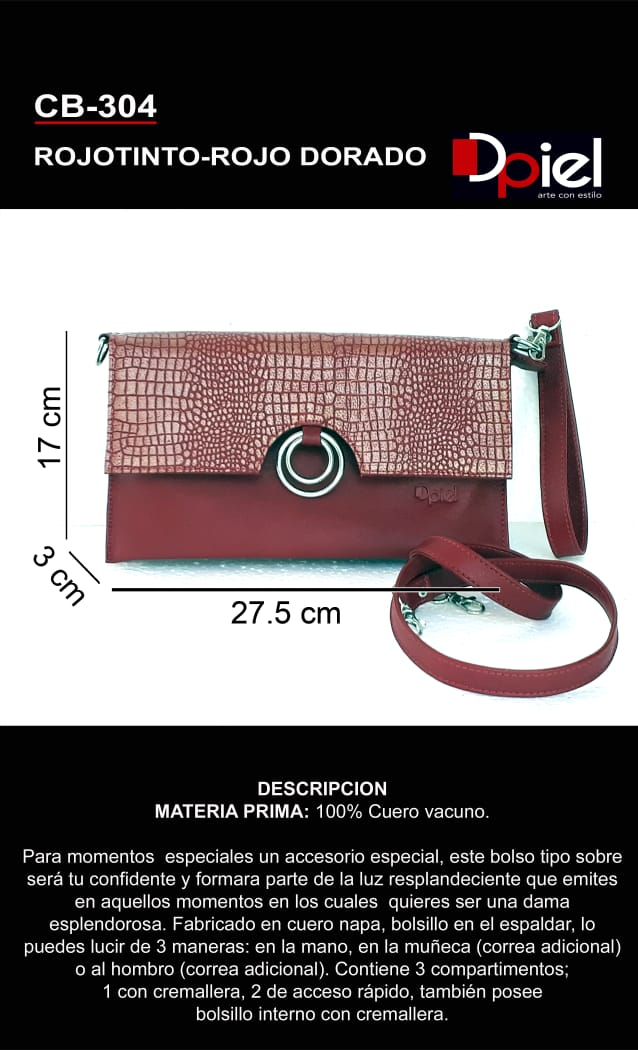 CB-304
ROJOTINTO-ROJO DORADO
Dpiel
arte con estilo
17 cm
Dpiel
3 cm
27.5 cm
DESCRIPCION
MATERIA PRIMA: 100% Cuero vacuno.
Para momentos especiales un accesorio especial, este bolso tipo sobre
será tu confidente y formara parte de la luz resplandeciente que emites
en aquellos momentos en los cuales quieres ser una dama
esplendorosa. Fabricado en cuero napa, bolsillo en el espaldar, lo
puedes lucir de 3 maneras: en la mano, en la muñeca (correa adicional)
o al hombro (correa adicional). Contiene 3 compartimentos;
1 con cremallera, 2 de acceso rápido, también posee
bolsillo interno con cremallera.